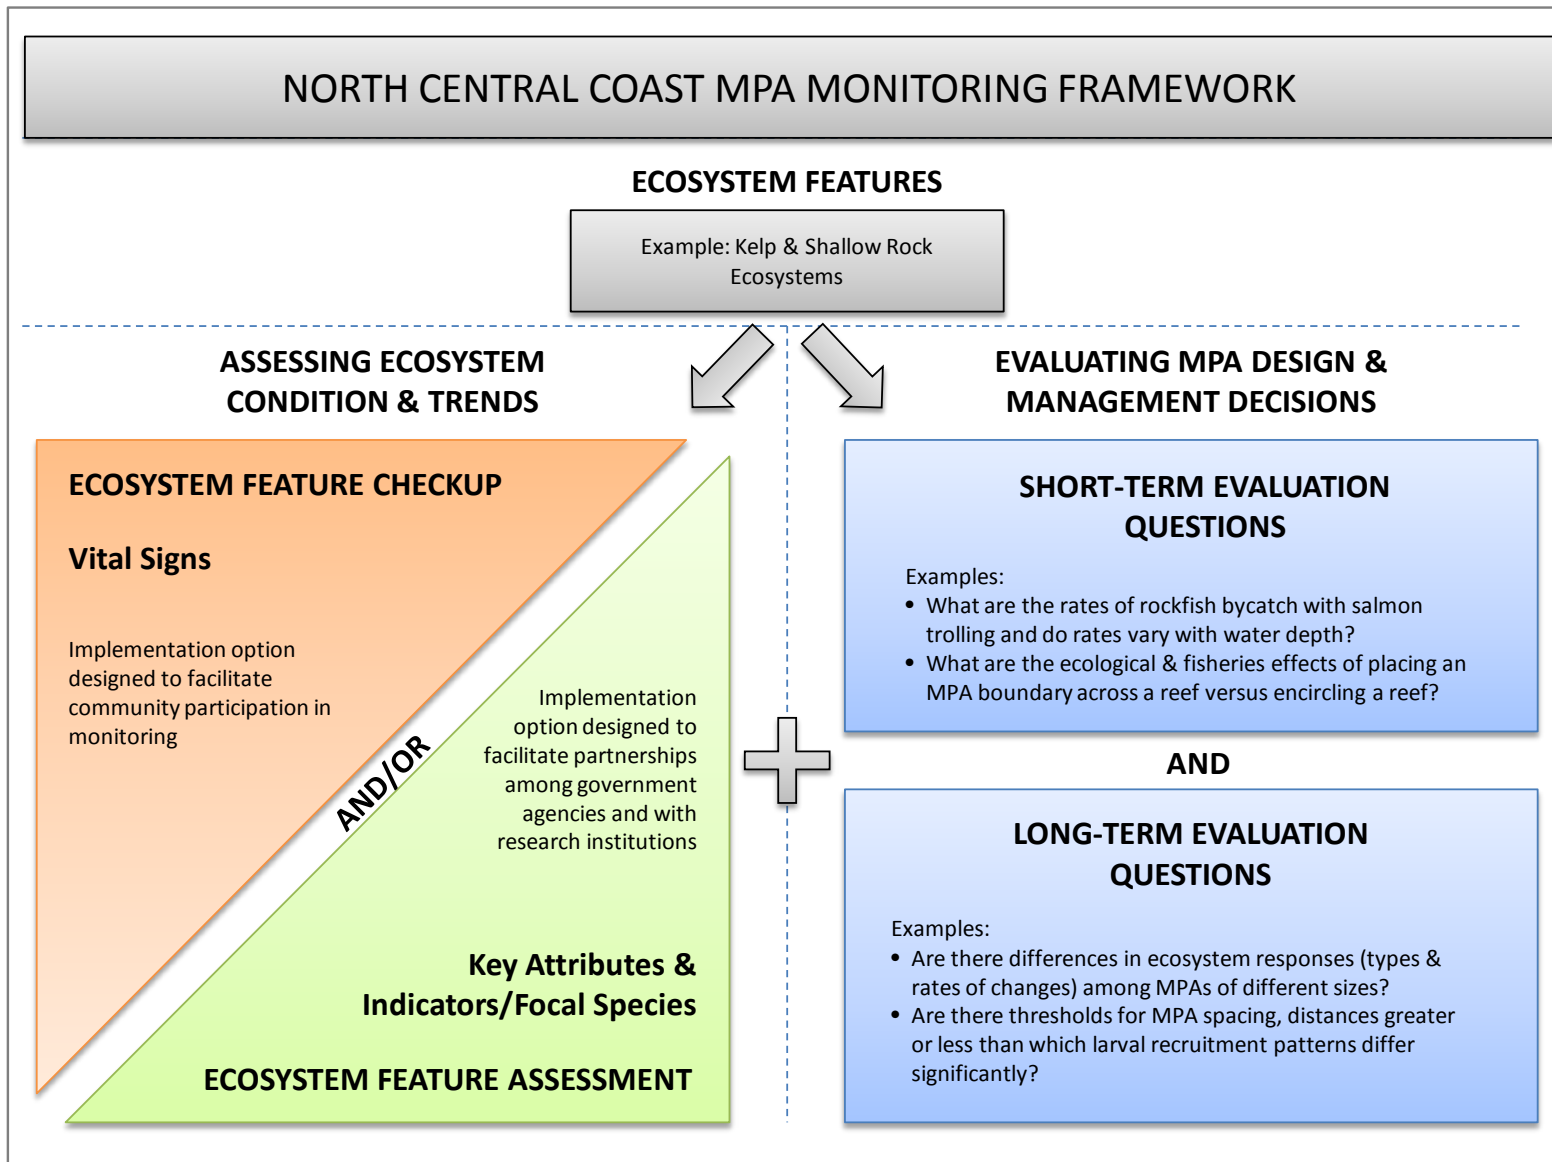 NORTH CENTRAL COAST MPA MONITORING FRAMEWORK
ECOSYSTEM FEATURES
Example: Kelp & Shallow Rock
Ecosystems
ASSESSING ECOSYSTEM
CONDITION & TRENDS
ECOSYSTEM FEATURE CHECKUP
Vital Signs
Implementation option
designed to facilitate
community participation in
monitoring
AND/OR
Implementation
option designed to
facilitate partnerships
among government
agencies and with
research institutions
Key Attributes &
Indicators/Focal Species
ECOSYSTEM FEATURE ASSESSMENT
EVALUATING MPA DESIGN &
MANAGEMENT DECISIONS
SHORT-TERM EVALUATION
QUESTIONS
Examples:
• What are the rates of rockfish bycatch with salmon
trolling and do rates vary with water depth?
• What are the ecological & fisheries effects of placing an
MPA boundary across a reef versus encircling a reef?
AND
LONG-TERM EVALUATION
QUESTIONS
Examples:
• Are there differences in ecosystem responses (types &
rates of changes) among MPAs of different sizes?
• Are there thresholds for MPA spacing, distances greater
or less than which larval recruitment patterns differ
significantly?